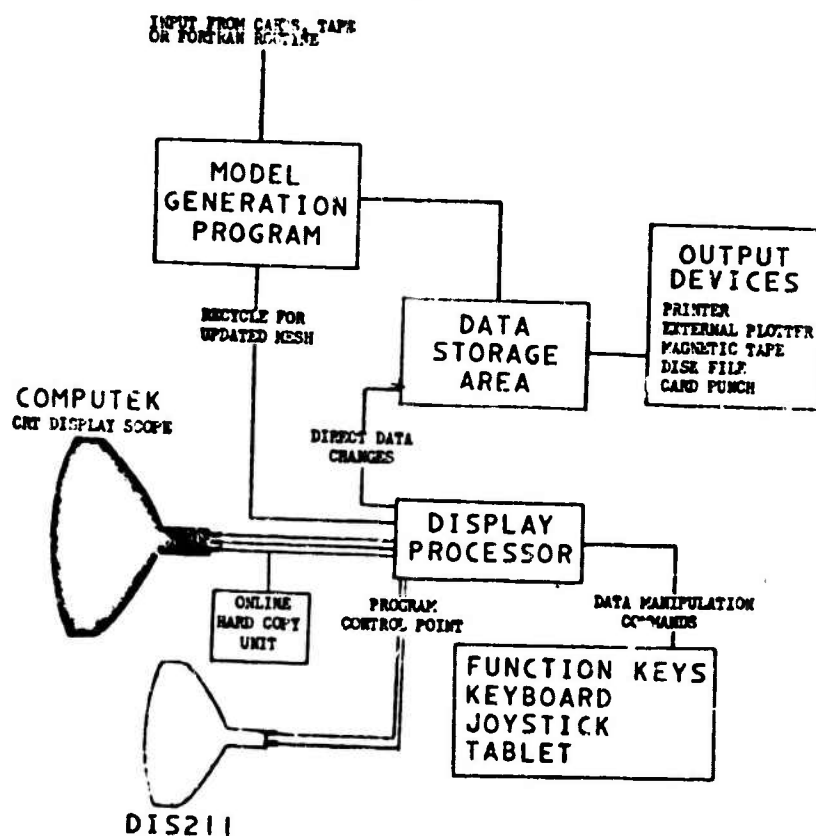 INPUT FROM CARDS, TAPE
OR FORTRAN ROUTINE
MODEL
GENERATION
PROGRAM
OUTPUT
DEVICES
PRINTER
EXTERNAL PLOTTER
MAGNETIC TAPE
DISK FILE
CARD PUNCH
RECYCLE FOR
UPDATED MESH
DATA
STORAGE
AREA
COMPUTEK
CRT DISPLAY SCOPE
DIRECT DATA
CHANGES
DISPLAY
PROCESSOR
ONLINE
HARD COPY
UNIT
PROGRAM
CONTROL POINT
DATA MANIPULATION
COMMANDS
FUNCTION KEYS
KEYBOARD
JOYSTICK
TABLET
DIS211